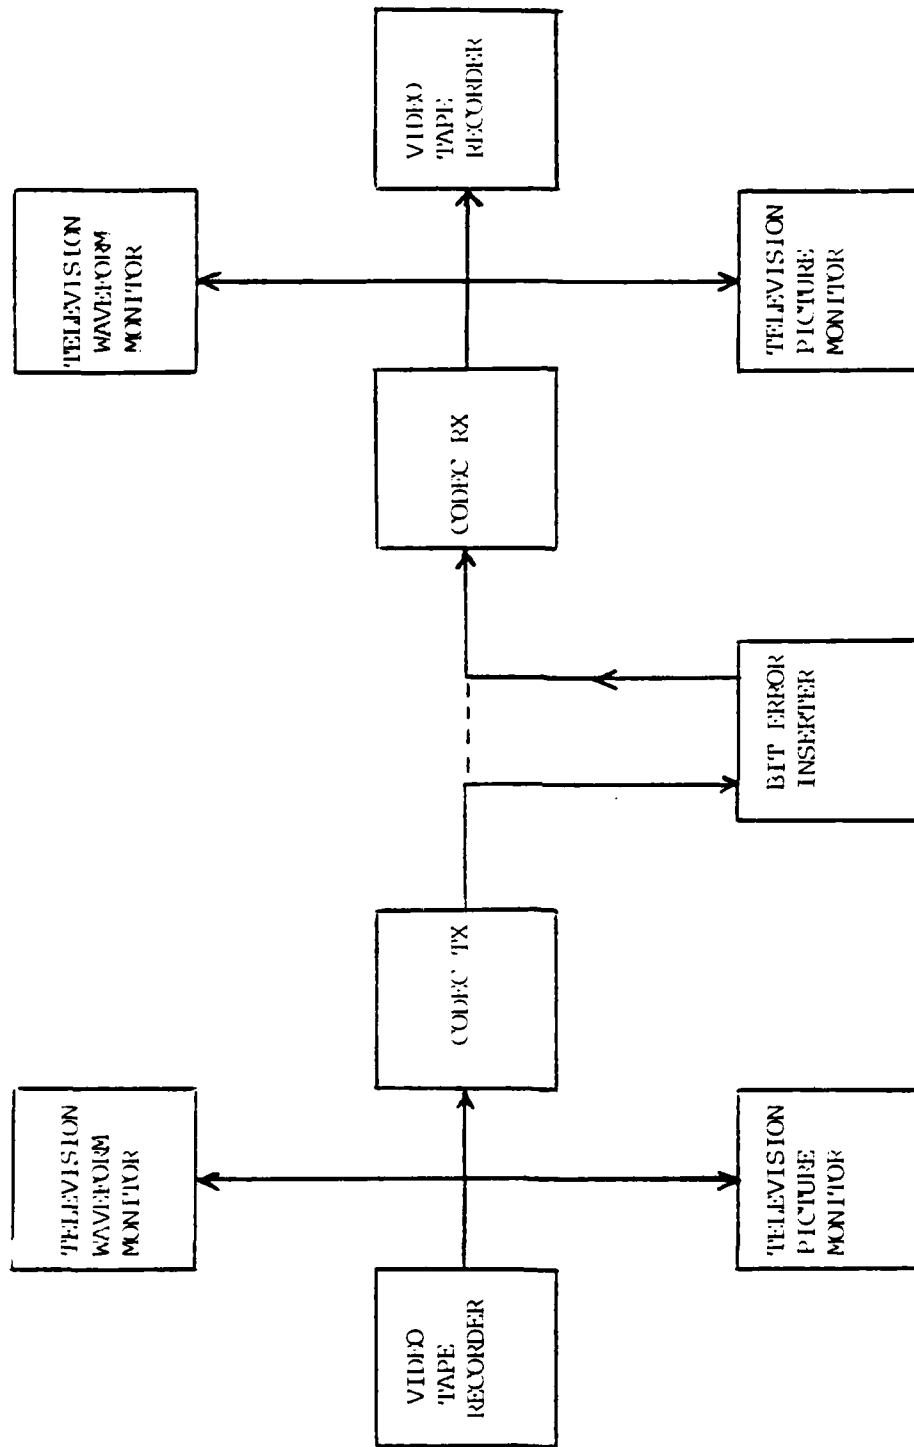 TELEVISION
WAVEFORM
MONITOR
TELEVISION
WAVEFORM
MONITOR
VIDEO
TAPE
RECORDER
CODEC TX
CODEC RX
VIDEO
TAPE
RECORDER
TELEVISION
PICTURE
MONITOR
BIT ERROR
INSERTER
TELEVISION
PICTURE
MONITOR